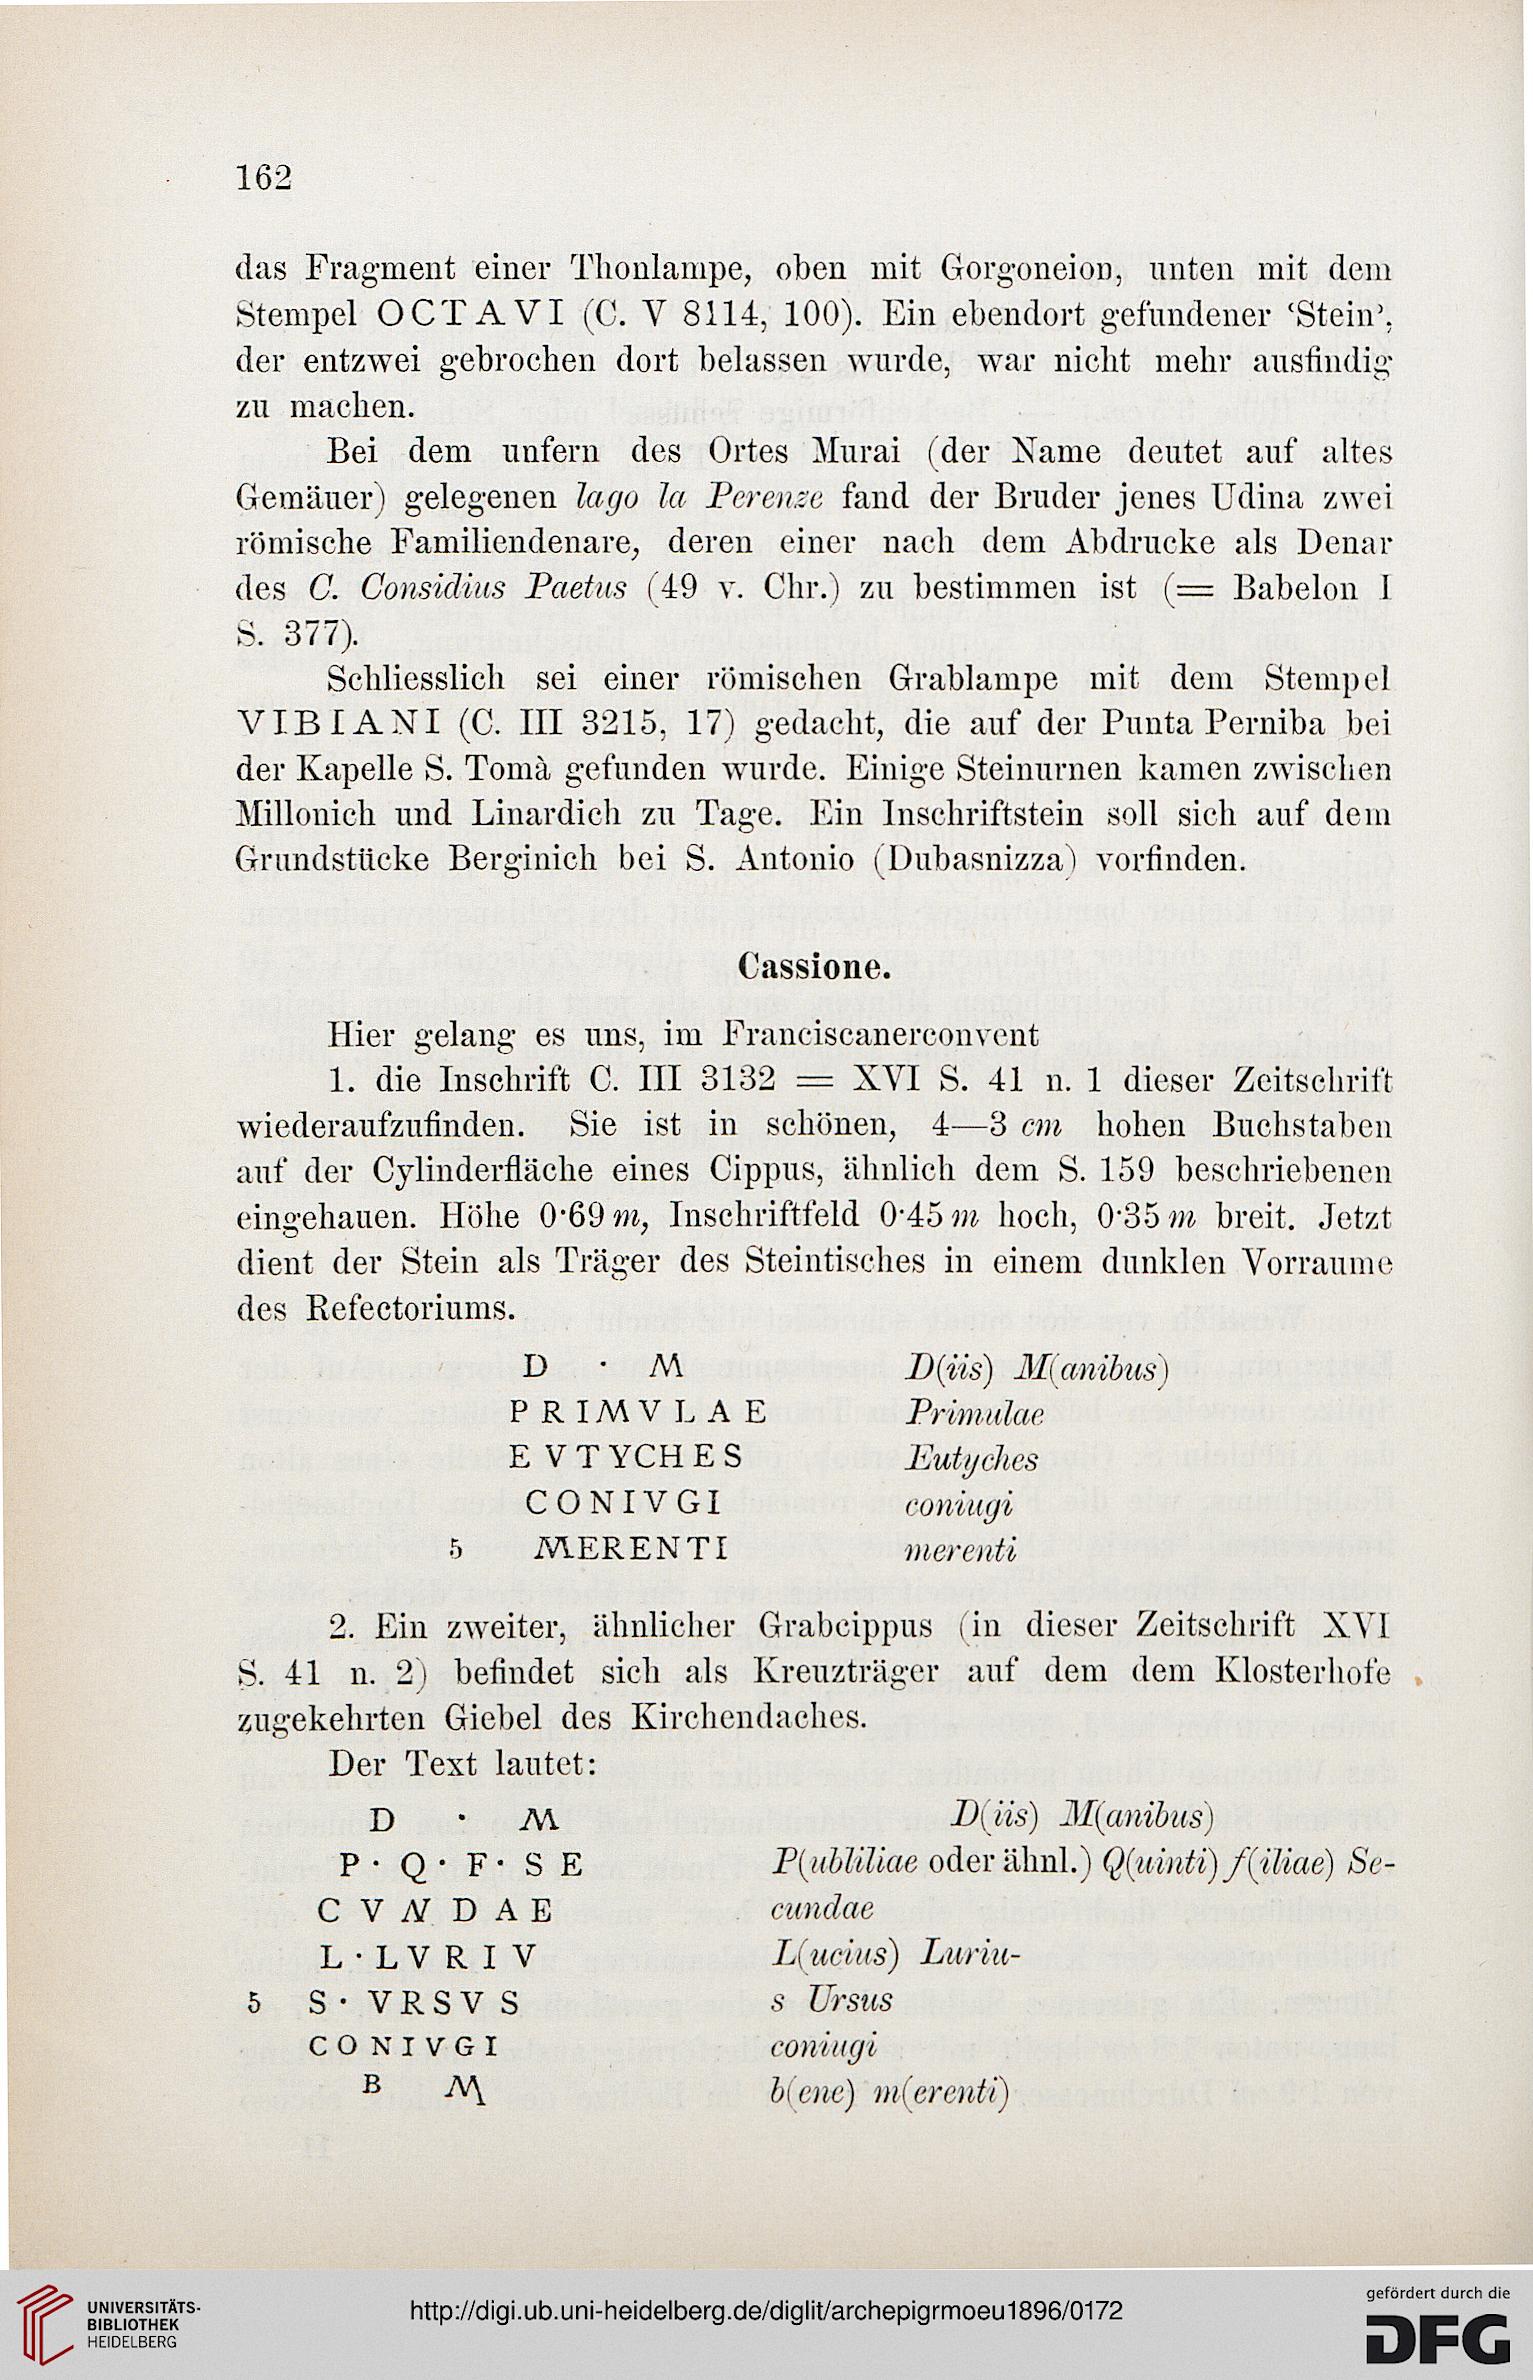 162
das Fragment einer Thonlampe, oben mit Gorgoneion, unten mit dem
Stempel OCTAVI (C. V 8114, 100). Ein ebendort gefundener ‘Stein’,
der entzwei gebrochen dort belassen wurde, war nicht mehr ausfindig
zu machen.
Bei dem unfern des Ortes Murai (der Name deutet auf altes
Gemäuer) gelegenen lago la Perenze fand der Bruder jenes Udina zwei
römische Familiendenare, deren einer nach dem Abdrucke als Denar
des C. Considius Paetus (49 v. Chr.) zu bestimmen ist (= Babelon I
S. 377).
Schliesslich sei einer römischen Grablampe mit dem Stempel
VIBIANI (C. III 3215, 17) gedacht, die auf der Punta Perniba bei
der Kapelle S. Tomà gefunden wurde. Einige Steinurnen kamen zwischen
Millonich und Linardich zu Tage. Ein Inschriftstein soll sich auf dem
Grundstücke Berginich bei S. Antonio (Dubasnizza) vorfinden.
Cassione.
Hier gelang es uns, im Franciscanerconvent
1. die Inschrift C. III 3132 = XVI S. 41 n. 1 dieser Zeitschrift
wiederaufzufinden. Sie ist in schönen, 4—3 cm hohen Buchstaben
auf der Cylinderfläche eines Cippus, ähnlich dem S. 159 beschriebenen
eingehauen. Höhe 0·69 m, Inschriftfeld 0·45 m hoch, 0·35 m breit. Jetzt
dient der Stein als Träger des Steintisches in einem dunklen Vorraume
des Refectoriums.
D · M D(iis) M(anibus)
PRIMVLAE Primulae
EVTYCHES Eutyches
CONIVGI coniugi
5 MERENTI merenti
2. Ein zweiter, ähnlicher Grabcippus (in dieser Zeitschrift XVI
S. 41 n. 2) befindet sich als Kreuzträger auf dem dem Klosterhofe
zugekehrten Giebel des Kirchendaches.
Der Text lautet:
D · M D(iis) M(anibus)
P · Q · F · S E P(ubliliae oder ähnl.) Q(uinti) f(iliae) Se-
C V N D A E cundae
L · L V R I V L(ucius) Luriu-
5 S · VRSVS s Ursus
CONIVGI coniugi
B M b(ene) m(erenti)
UNIVERSITÄTS-
BIBLIOTHEK
HEIDELBERG
http://digi.ub.uni-heidelberg.de/diglit/archepigrmoeu1896/0172
gefördert durch die
DFG